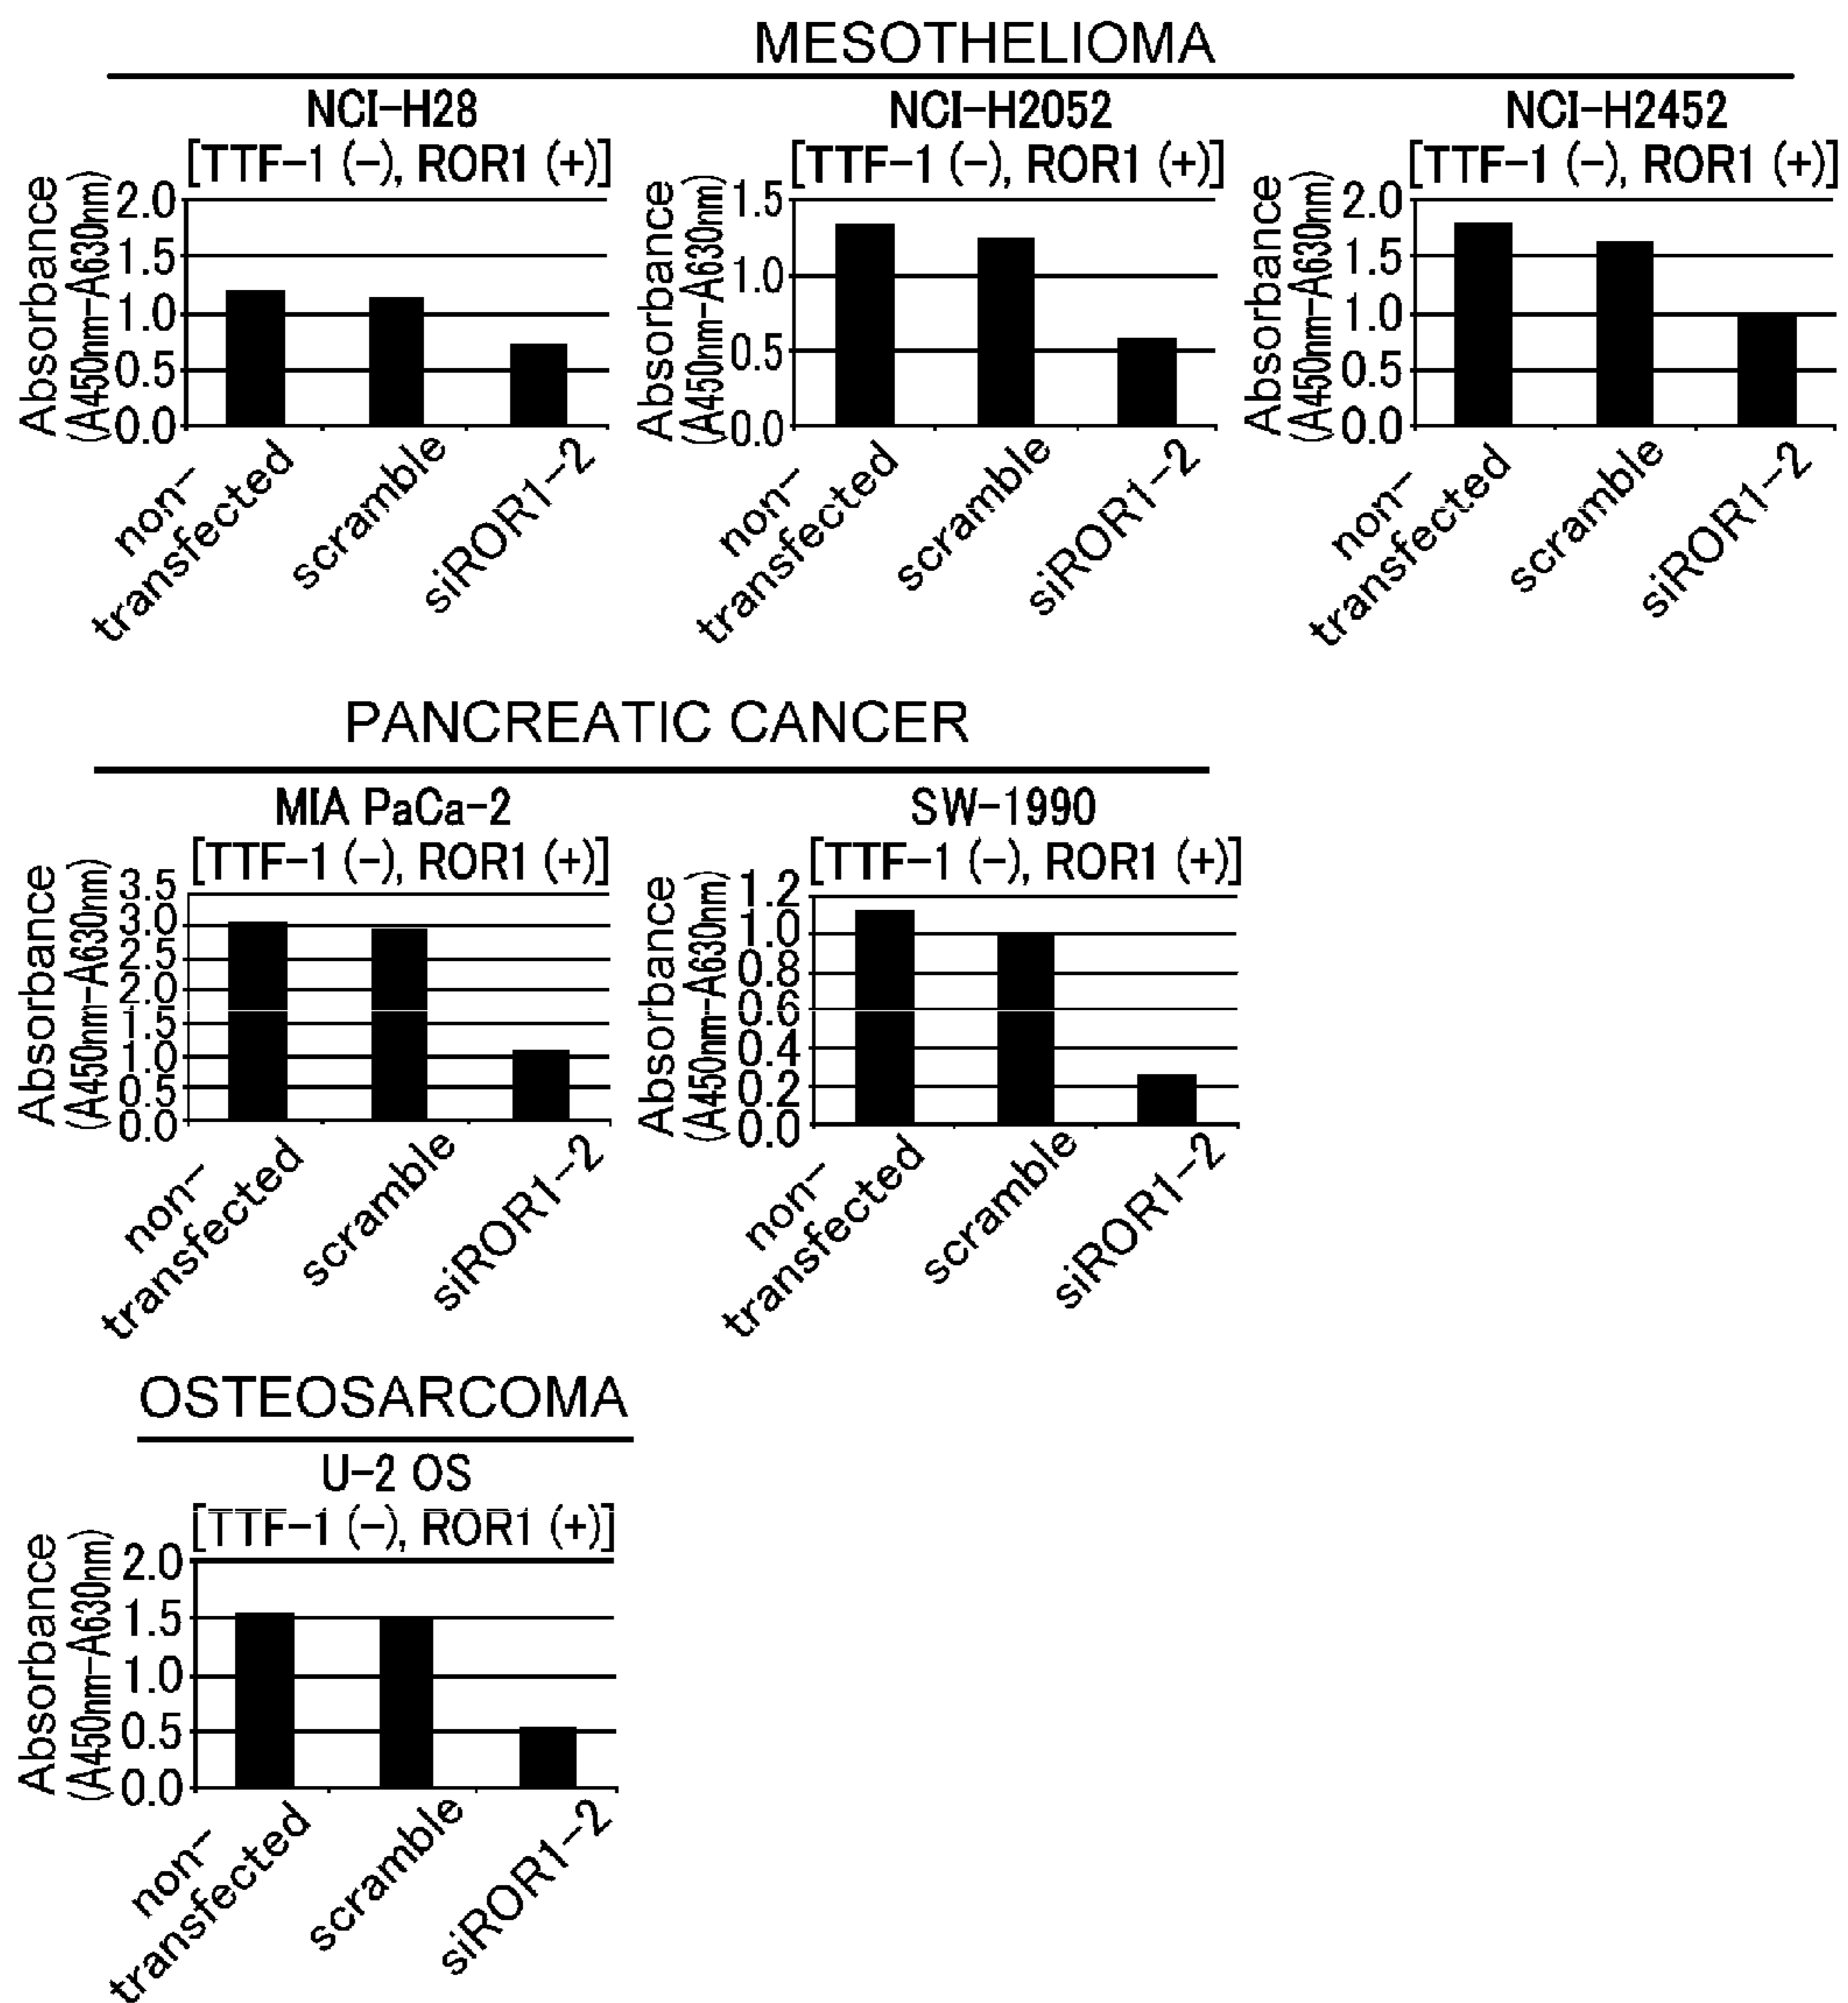 MESOTHELIOMA
NCI-H28
[TTF-1 (-), ROR1 (+)]
Absorbance
(A450nm-A630nm)
2.0
1.5
1.0
0.5
0.0
non-
transfected
scramble
siROR1-2
NCI-H2052
[TTF-1 (-), ROR1 (+)]
Absorbance
(A450nm-A630nm)
1.5
1.0
0.5
0.0
non-
transfected
scramble
siROR1-2
NCI-H2452
[TTF-1 (-), ROR1 (+)]
Absorbance
(A450nm-A630nm)
2.0
1.5
1.0
0.5
0.0
non-
transfected
scramble
siROR1-2
PANCREATIC CANCER
MIA PaCa-2
[TTF-1 (-), ROR1 (+)]
Absorbance
(A450nm-A630nm)
3.5
3.0
2.5
2.0
1.5
1.0
0.5
0.0
non-
transfected
scramble
siROR1-2
SW-1990
[TTF-1 (-), ROR1 (+)]
Absorbance
(A450nm-A630nm)
1.2
1.0
0.8
0.6
0.4
0.2
0.0
non-
transfected
scramble
siROR1-2
OSTEOSARCOMA
U-2 OS
[TTF-1 (-), ROR1 (+)]
Absorbance
(A450nm-A630nm)
2.0
1.5
1.0
0.5
0.0
non-
transfected
scramble
siROR1-2